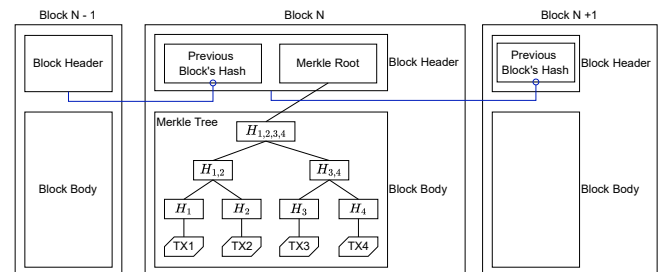 Block N - 1
Block N
Block N +1
Block Header
Previous
Block's Hash
Merkle Root
Block Header
Previous
Block's Hash
Block Header
Merkle Tree
H1,2,3,4
H1,2
H3,4
Block Body
Block Body
Block Body
H1
H2
H3
H4
TX1
TX2
TX3
TX4